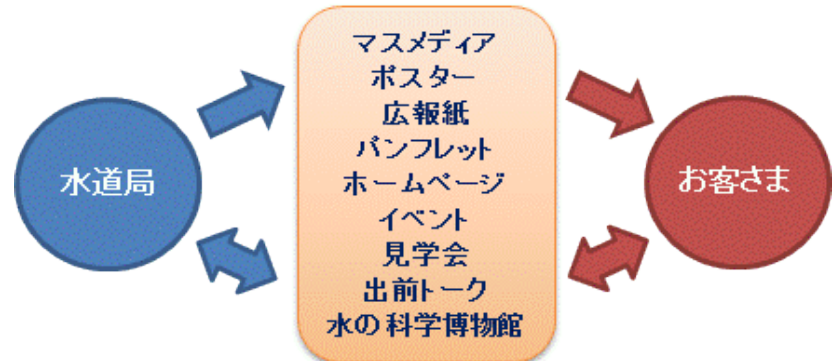 水道局
マスメディア
ポスター
広報紙
パンフレット
ホームページ
イベント
見学会
出前トーク
水の科学博物館
お客さま